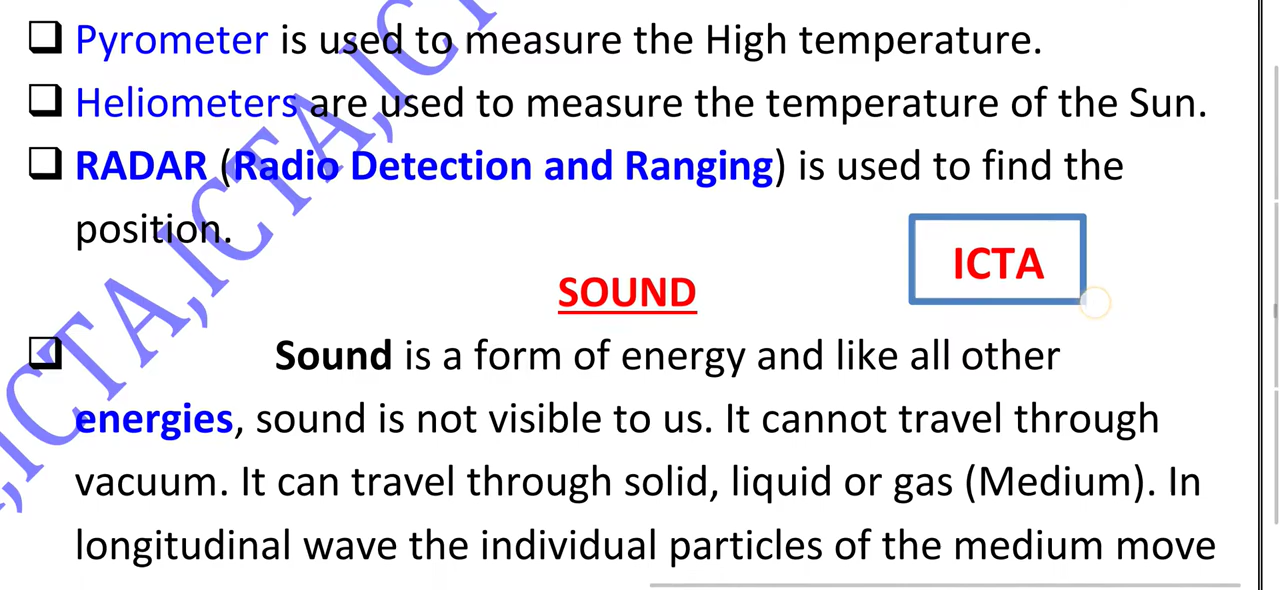 Pyrometer is used to measure the High temperature.
Heliometers are used to measure the temperature of the Sun.
RADAR (Radio Detection and Ranging) is used to find the
position.
ICTA
SOUND
Sound is a form of energy and like all other
energies, sound is not visible to us. It cannot travel through
vacuum. It can travel through solid, liquid or gas (Medium). In
longitudinal wave the individual particles of the medium move
,ICTA,ICTA,ICTA